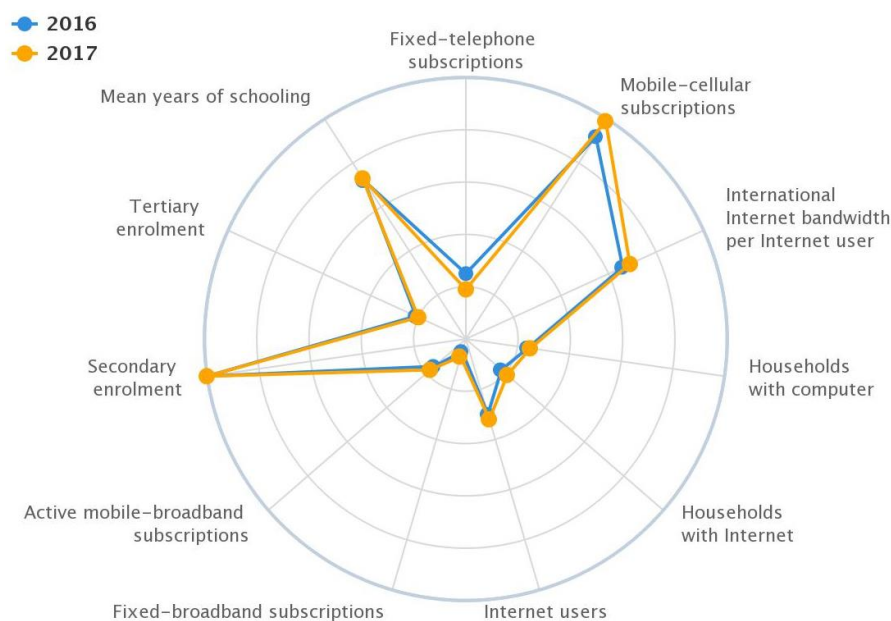 2016
2017
Fixed-telephone
subscriptions
Mobile-cellular
subscriptions
International
Internet bandwidth
per Internet user
Households
with computer
Households
with Internet
Internet users
Fixed-broadband subscriptions
Active mobile-broadband
subscriptions
Secondary
enrolment
Tertiary
enrolment
Mean years of schooling